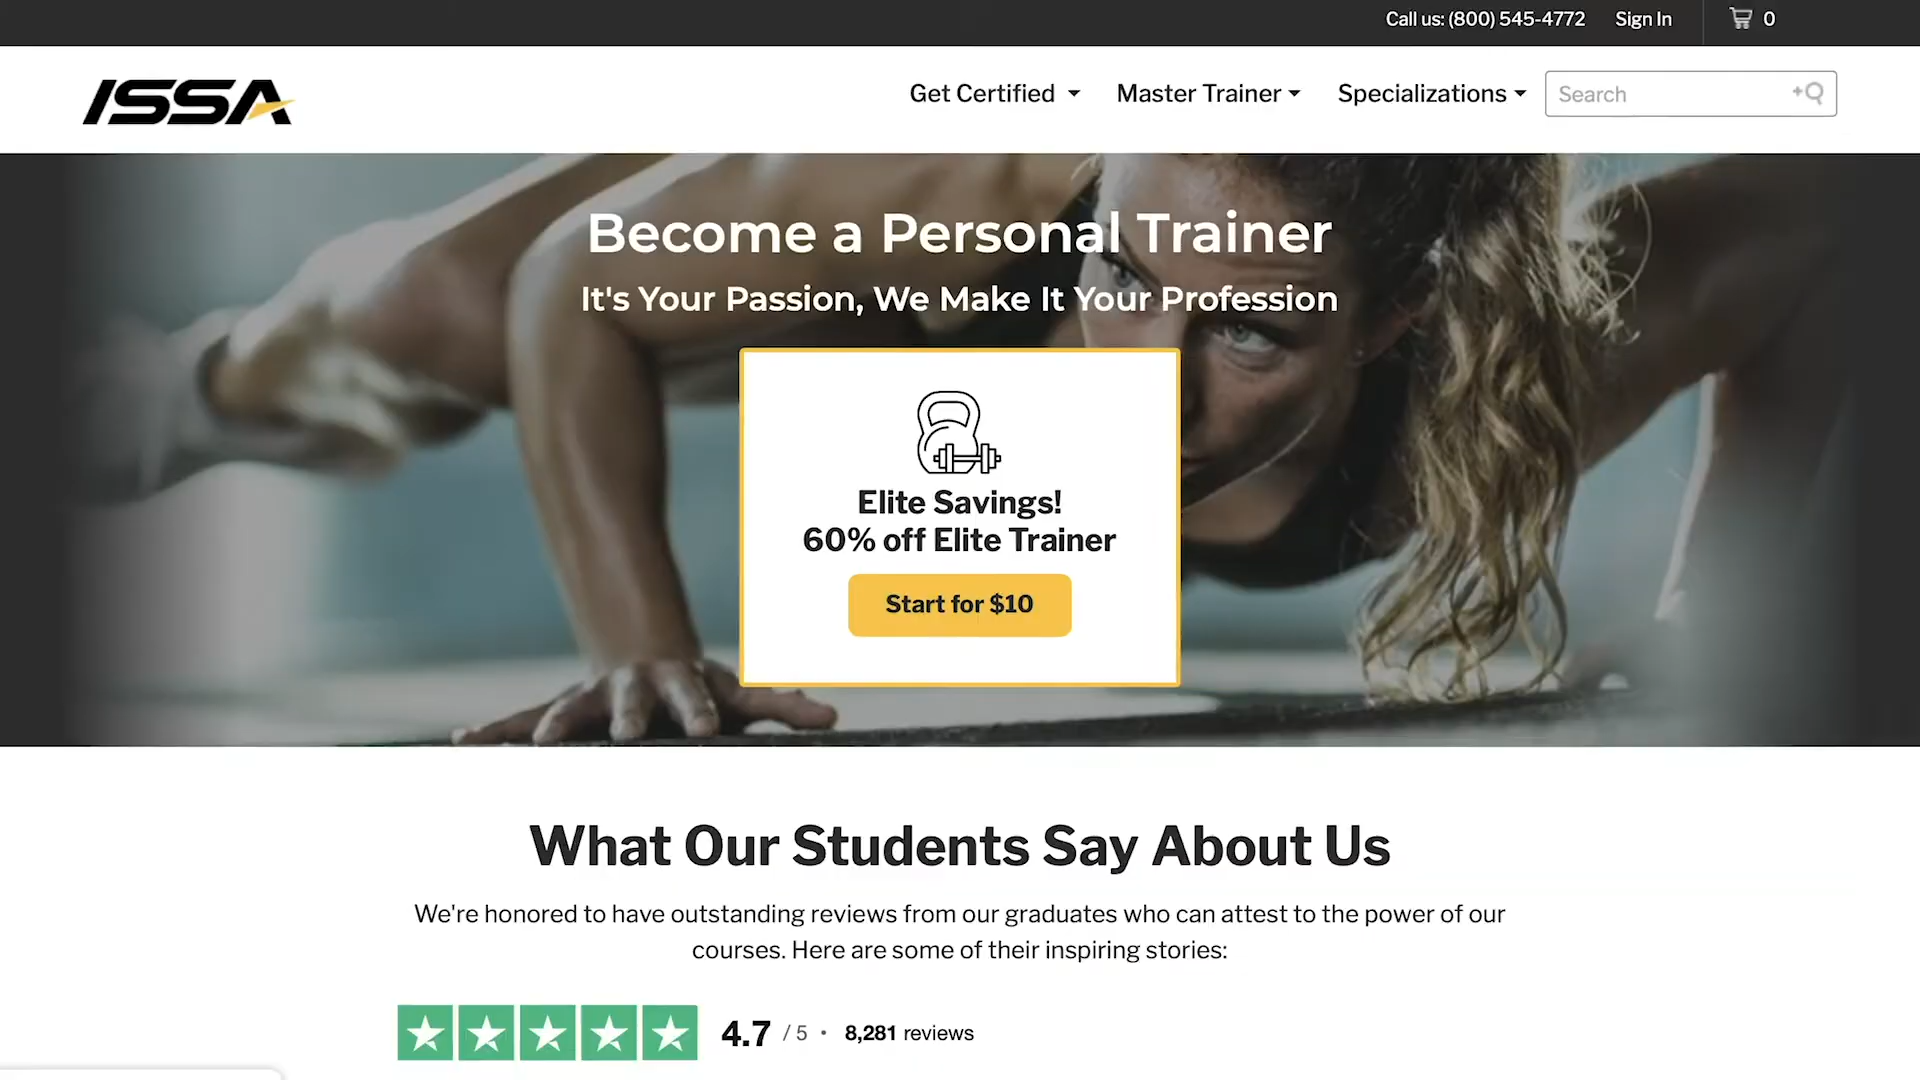 Call us: (800) 545-4772 Sign In 0
ISSA
Get Certified Master Trainer Specializations Search
Become a Personal Trainer
It's Your Passion, We Make It Your Profession
Elite Savings!
60% off Elite Trainer
Start for $10
What Our Students Say About Us
We're honored to have outstanding reviews from our graduates who can attest to the power of our
courses. Here are some of their inspiring stories:
4.7 / 5 • 8,281 reviews